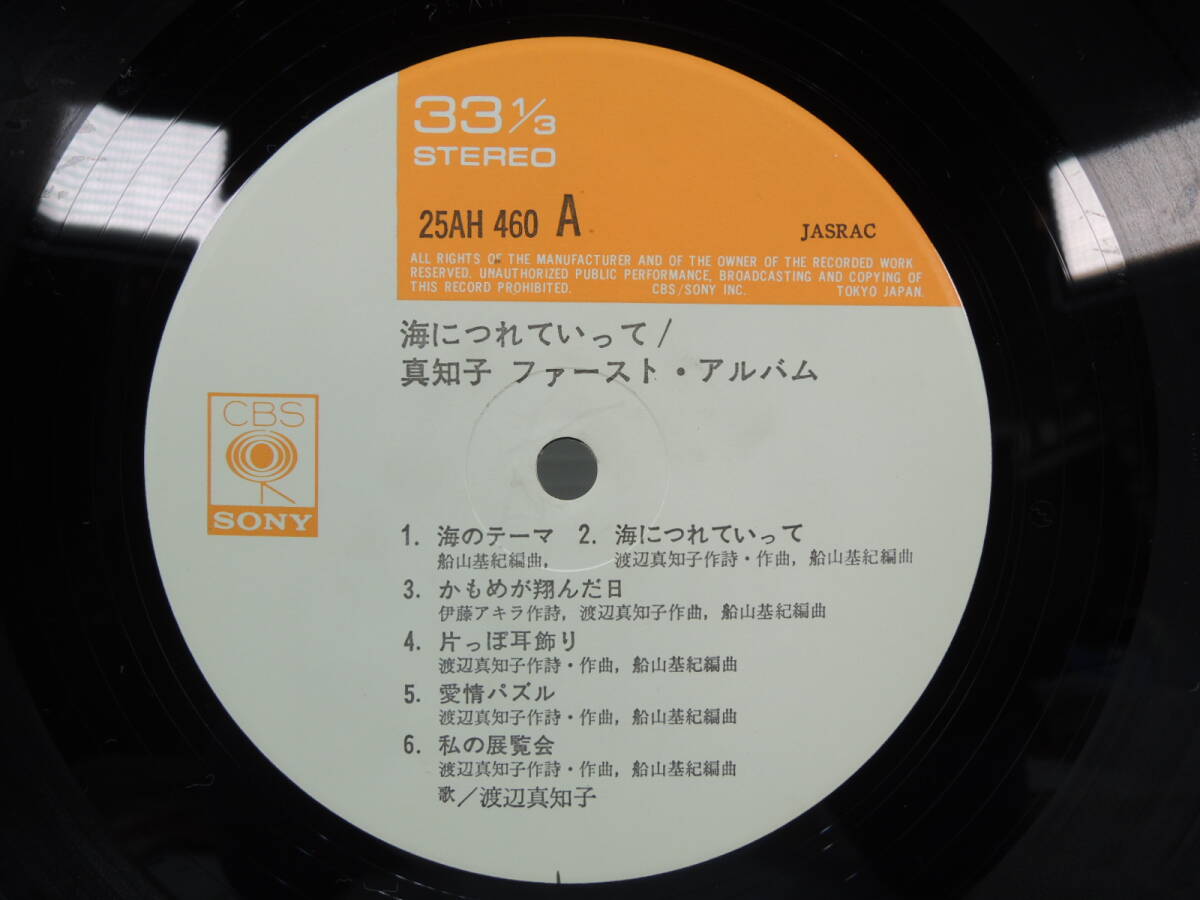 33 1/3
STEREO
25AH 460 A
JASRAC
ALL RIGHTS OF THE MANUFACTURER AND OF THE OWNER OF THE RECORDED WORK
RESERVED. UNAUTHORIZED PUBLIC PERFORMANCE, BROADCASTING AND COPYING OF
THIS RECORD PROHIBITED. CBS/SONY INC. TOKYO JAPAN.
海につれていって/
真知子 ファースト・アルバム
CBS
SONY
1. 海のテーマ 2. 海につれていって
船山基紀編曲, 渡辺真知子作詩・作曲, 船山基紀編曲
3. かもめが翔んだ日
伊藤アキラ作詩, 渡辺真知子作曲, 船山基紀編曲
4. 片っぽ耳飾り
渡辺真知子作詩・作曲, 船山基紀編曲
5. 愛情パズル
渡辺真知子作詩・作曲, 船山基紀編曲
6. 私の展覧会
渡辺真知子作詩・作曲, 船山基紀編曲
歌/渡辺真知子